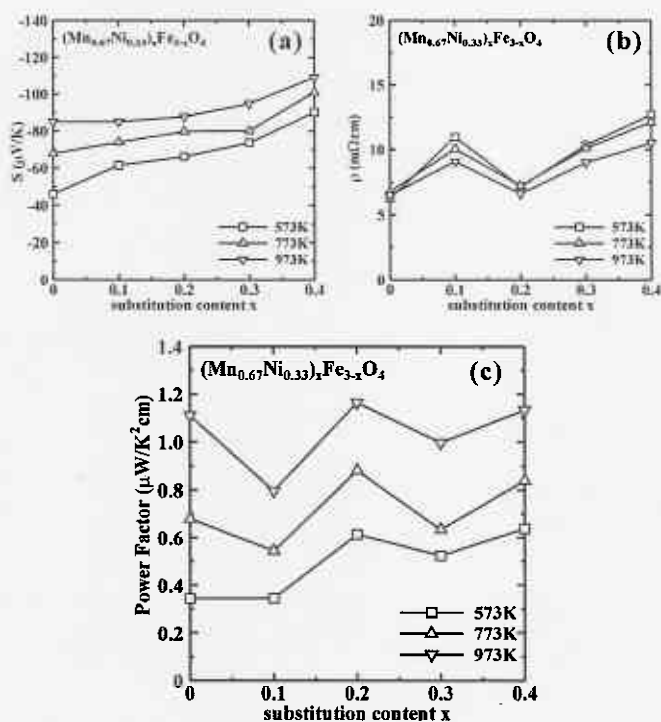 (Mn0.67Ni0.33)xFe3-xO4 (a)
S (μV/K)
-140
-120
-100
-80
-60
-40
-20
0
573K
773K
973K
0 0.1 0.2 0.3 0.4
substitution content x
(Mn0.67Ni0.33)xFe3-xO4 (b)
ρ (mΩcm)
20
15
10
5
0
573K
773K
973K
0 0.1 0.2 0.3 0.4
substitution content x
(Mn0.67Ni0.33)xFe3-xO4 (c)
Power Factor (μW/K2cm)
1.4
1.2
1.0
0.8
0.6
0.4
0.2
0
573K
773K
973K
0 0.1 0.2 0.3 0.4
substitution content x